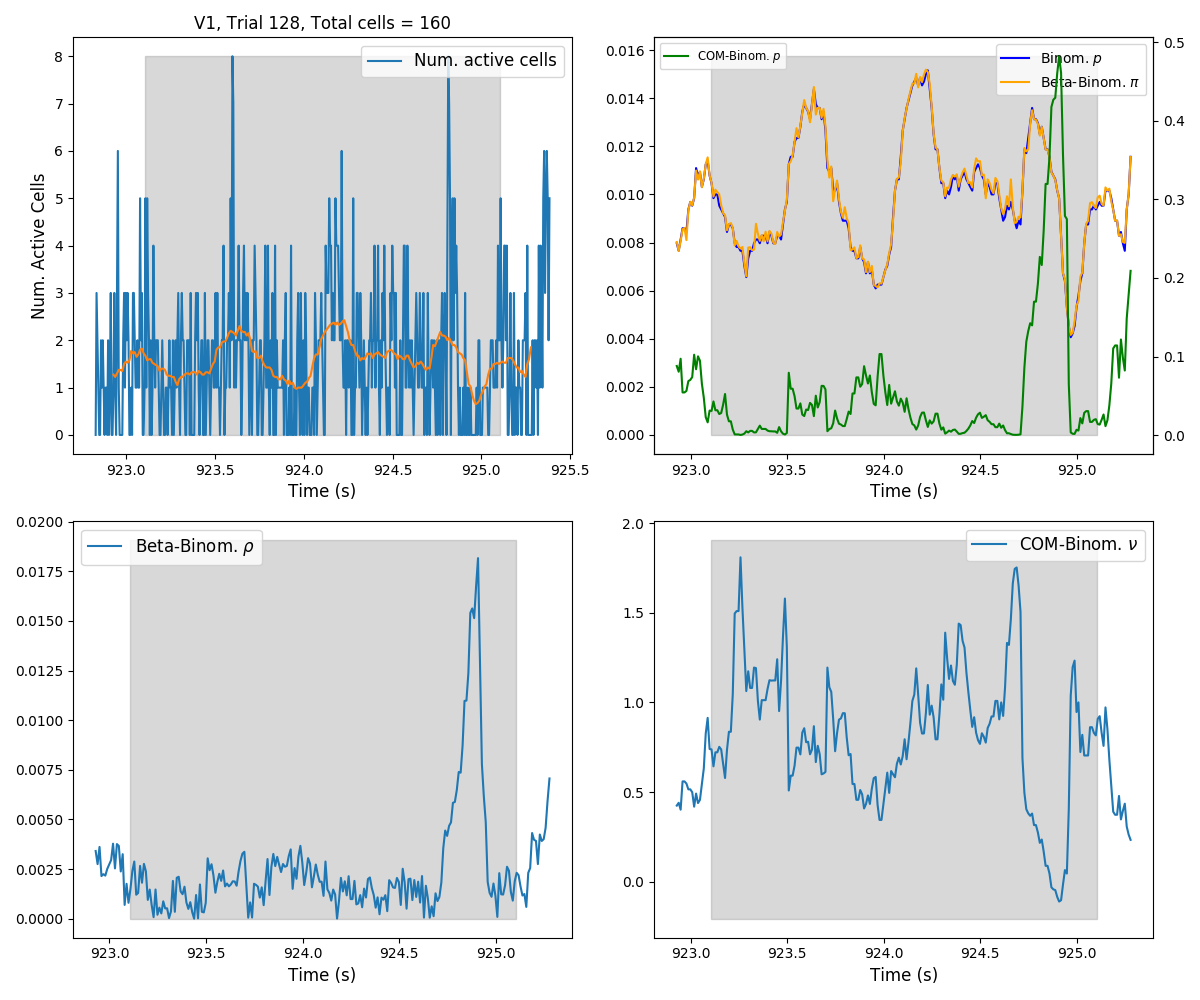 V1, Trial 128, Total cells = 160
Num. active cells
8
7
6
5
4
3
2
1
0
Num. Active Cells
923.0 923.5 924.0 924.5 925.0 925.5
Time (s)
COM-Binom. p
Binom. p
Beta-Binom. π
0.016
0.014
0.012
0.010
0.008
0.006
0.004
0.002
0.000
0.5
0.4
0.3
0.2
0.1
0.0
923.0 923.5 924.0 924.5 925.0
Time (s)
Beta-Binom. ρ
0.0200
0.0175
0.0150
0.0125
0.0100
0.0075
0.0050
0.0025
0.0000
923.0 923.5 924.0 924.5 925.0
Time (s)
COM-Binom. ν
2.0
1.5
1.0
0.5
0.0
923.0 923.5 924.0 924.5 925.0
Time (s)